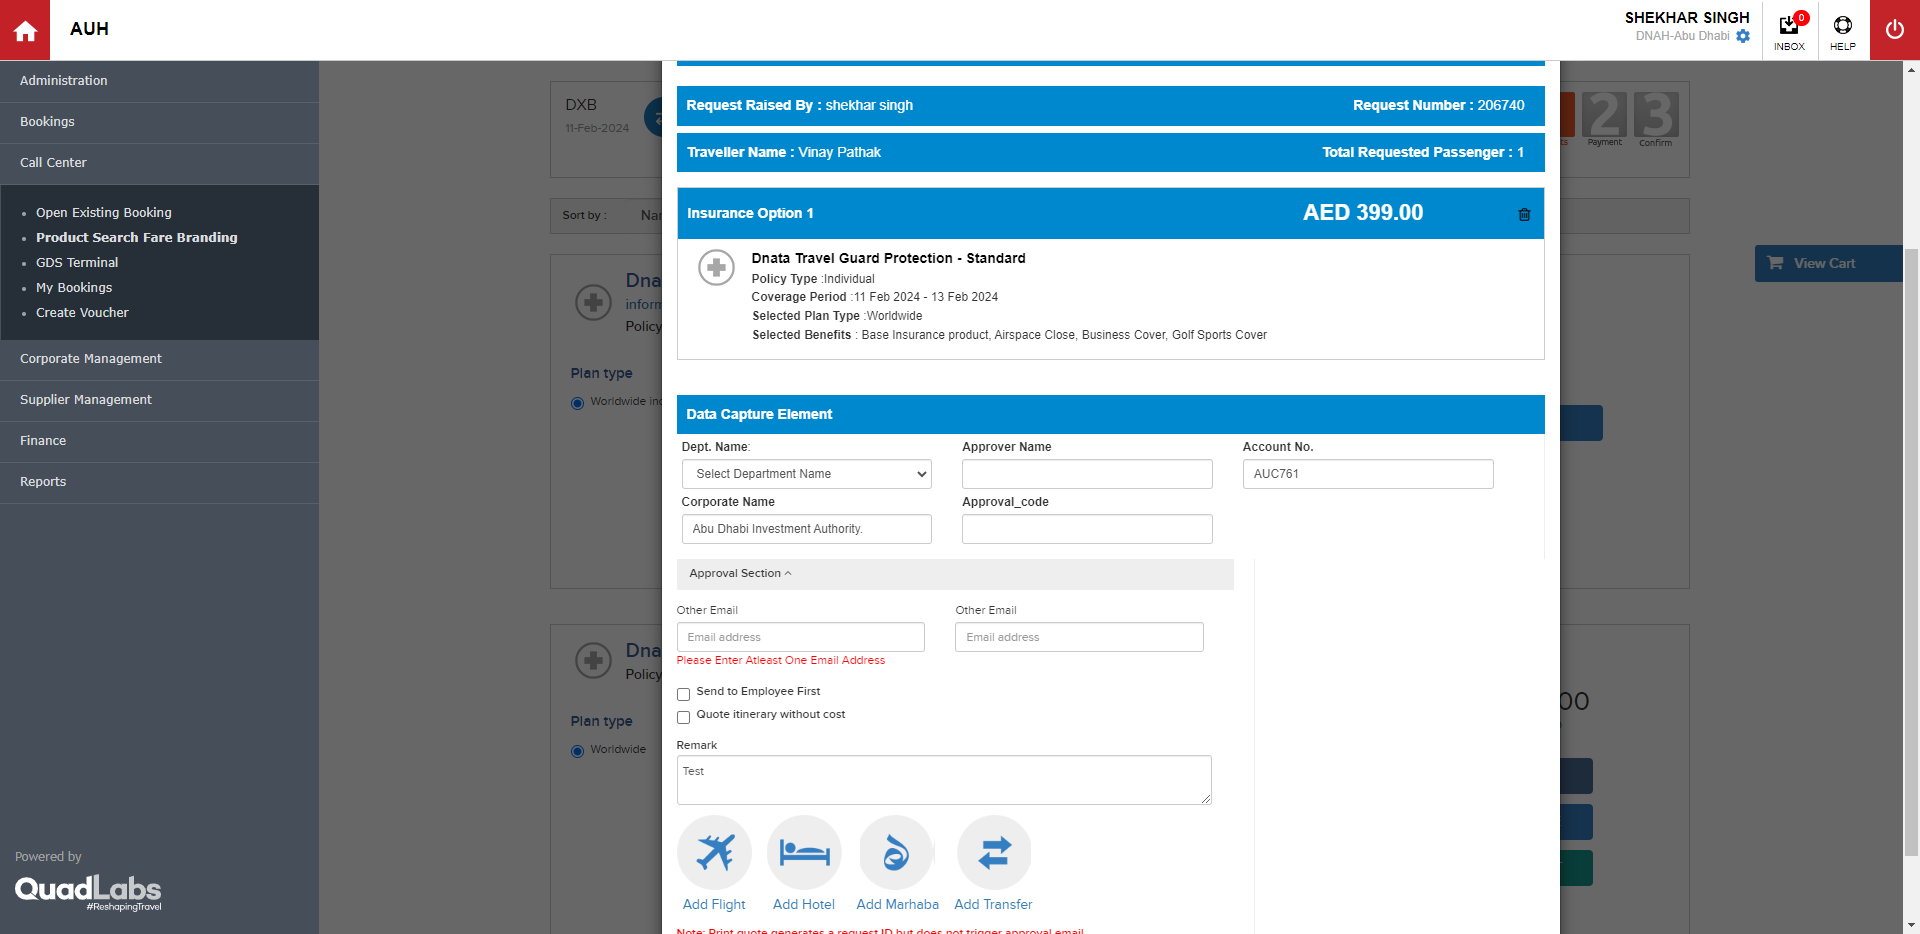 AUH
SHEKHAR SINGH
DNAH-Abu Dhabi
0
INBOX
HELP
Administration
Bookings
Call Center
Open Existing Booking
Product Search Fare Branding
GDS Terminal
My Bookings
Create Voucher
Corporate Management
Supplier Management
Finance
Reports
Powered by
QuadLabs
#ReshapingTravel
DXB
11-Feb-2024
2 3
Payment
Confirm
Sort by :
View Cart
Policy
Plan type
Worldwide
Policy
Plan type
Worldwide
Request Raised By : shekhar singh
Request Number : 206740
Traveller Name : Vinay Pathak
Total Requested Passenger : 1
Insurance Option 1
AED 399.00
Dnata Travel Guard Protection - Standard
Policy Type :Individual
Coverage Period :11 Feb 2024 - 13 Feb 2024
Selected Plan Type :Worldwide
Selected Benefits : Base Insurance product, Airspace Close, Business Cover, Golf Sports Cover
Data Capture Element
Dept. Name:
Approver Name
Account No.
Select Department Name
AUC761
Corporate Name
Approval_code
Abu Dhabi Investment Authority.
Approval Section
Other Email
Other Email
Email address
Email address
Please Enter Atleast One Email Address
Send to Employee First
Quote itinerary without cost
Remark
Test
Add Flight
Add Hotel
Add Marhaba
Add Transfer
Note: Print quote generates a request ID but does not trigger approval email